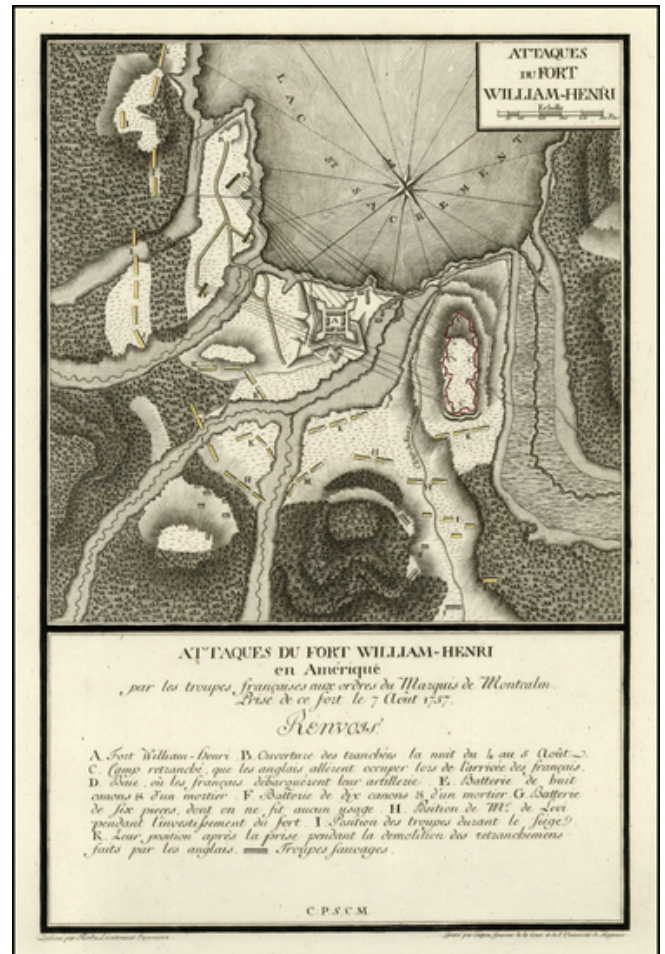 ATTAQUES
DU FORT
WILLIAM-HENRI
Echelle
LAC ST SACREMENT
A
ATTAQUES DU FORT WILLIAM-HENRI
en Amérique
par les troupes françaises aux ordres du Marquis de Montcalm.
Prise de ce fort le 7 Août 1757.
Renvois.
A. Fort William-Henri. B. Ouverture des tranchées la nuit du 4 au 5 Août.
C. Camp retranché, que les anglais allèrent occuper lors de l'arrivée des français.
D. Baie, où les français débarquèrent leur artillerie. E. Batterie de huit
canons & d'un mortier. F. Batterie de dix canons & d'un mortier. G. Batterie
de six pieces, dont on ne fit aucun usage. H. Position de Mr. de Levi
pendant l'investissement du fort. I. Position des troupes durant le siège.
K. Leur position après la prise pendant la demolition des retranchemens
faits par les anglais. Troupes sauvages.
C.P.S.C.M.